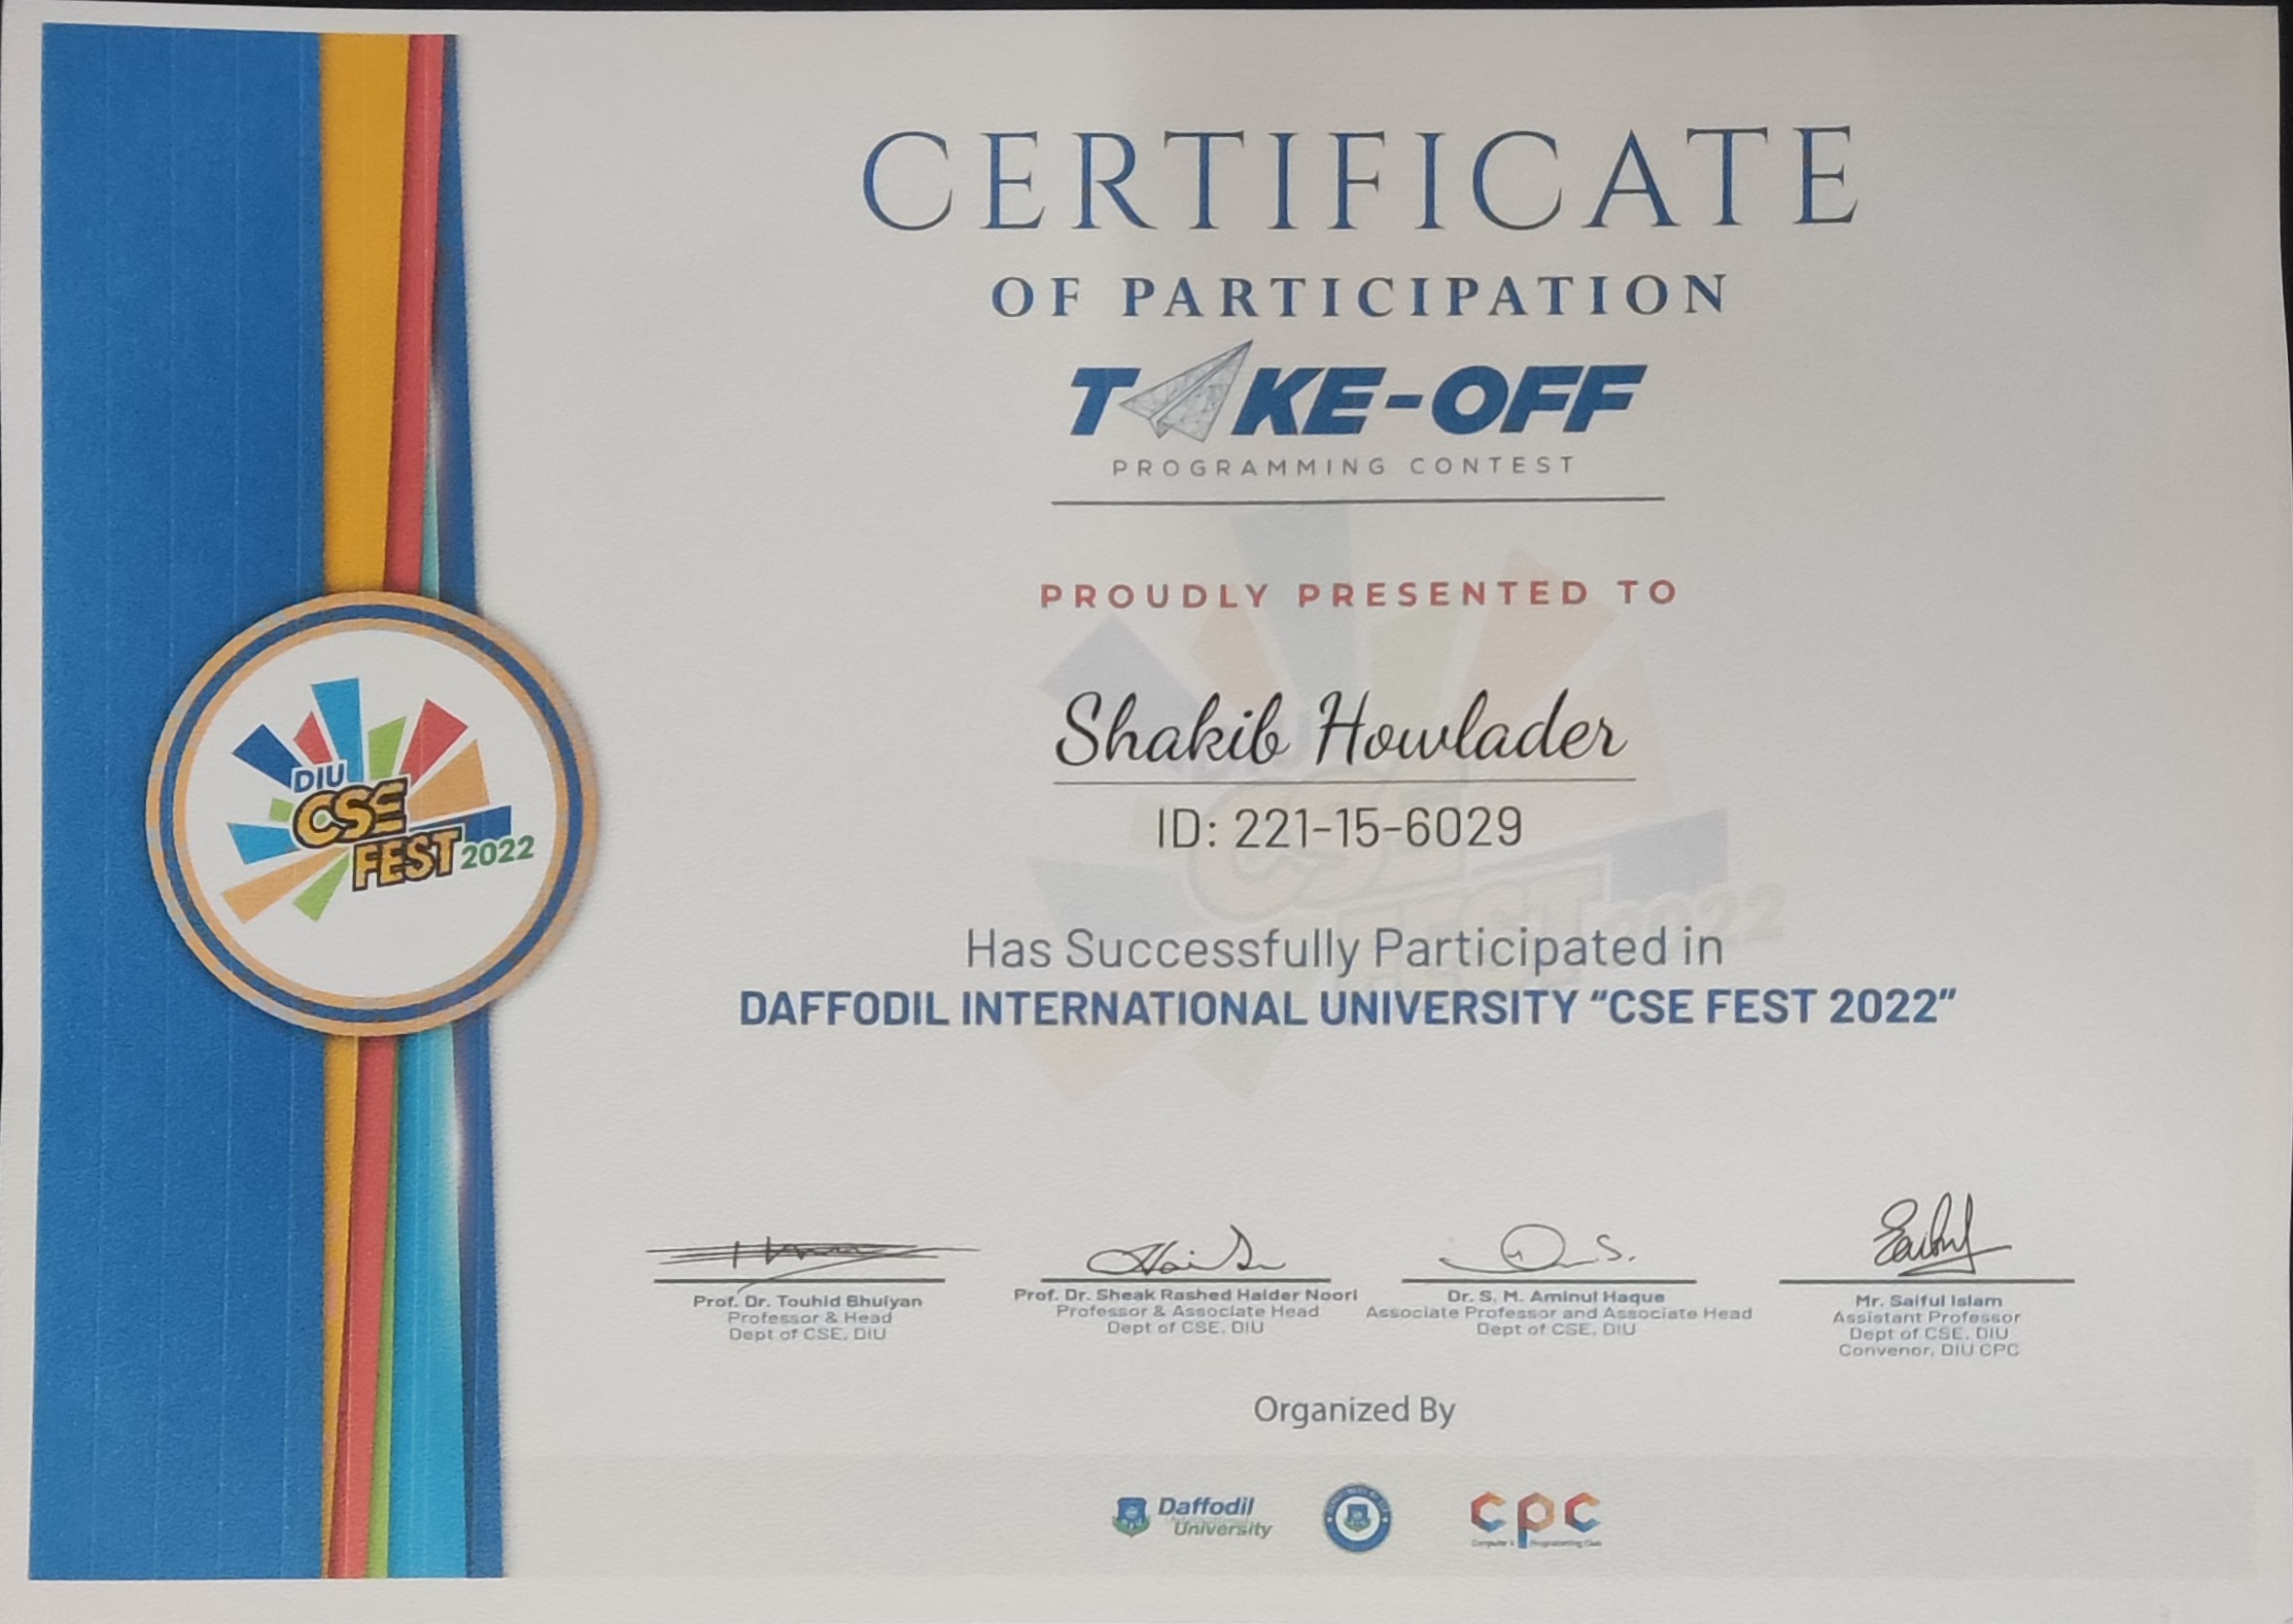 CERTIFICATE
OF PARTICIPATION
TAKE-OFF
PROGRAMMING CONTEST
PROUDLY PRESENTED TO
Shakib Howlader
ID: 221-15-6029
Has Successfully Participated in
DAFFODIL INTERNATIONAL UNIVERSITY “CSE FEST 2022”
DIU
CSE
FEST 2022
Prof. Dr. Touhid Bhuiyan
Professor & Head
Dept of CSE, DIU
Prof. Dr. Sheak Rashed Haider Noori
Professor & Associate Head
Dept of CSE, DIU
Dr. S. M. Aminul Haque
Associate Professor and Associate Head
Dept of CSE, DIU
Mr. Saiful Islam
Assistant Professor
Dept of CSE, DIU
Convenor, DIU CPC
Organized By
Daffodil
University
cpc
Computer & Programming Club